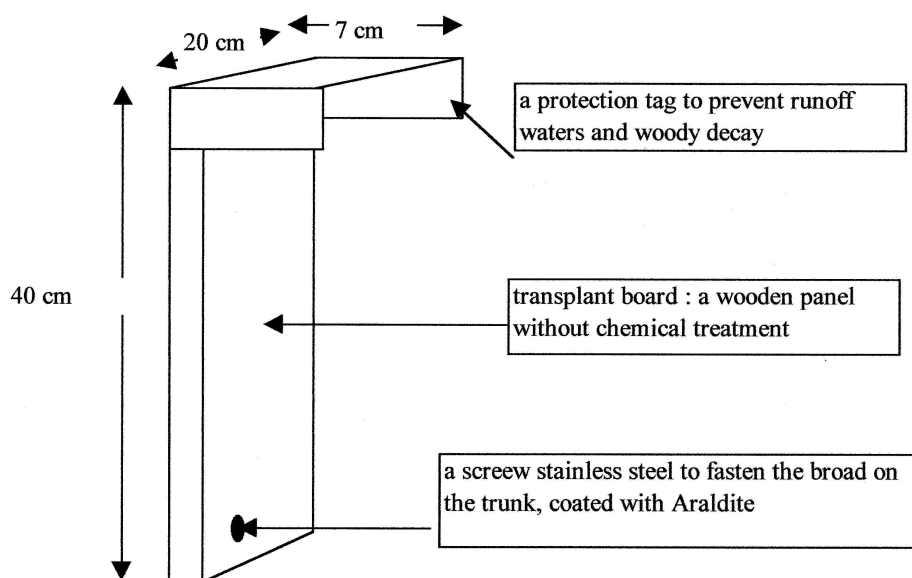 20 cm
7 cm
a protection tag to prevent runoff
waters and woody decay
40 cm
transplant board : a wooden panel
without chemical treatment
a screew stainless steel to fasten the broad on
the trunk, coated with Araldite